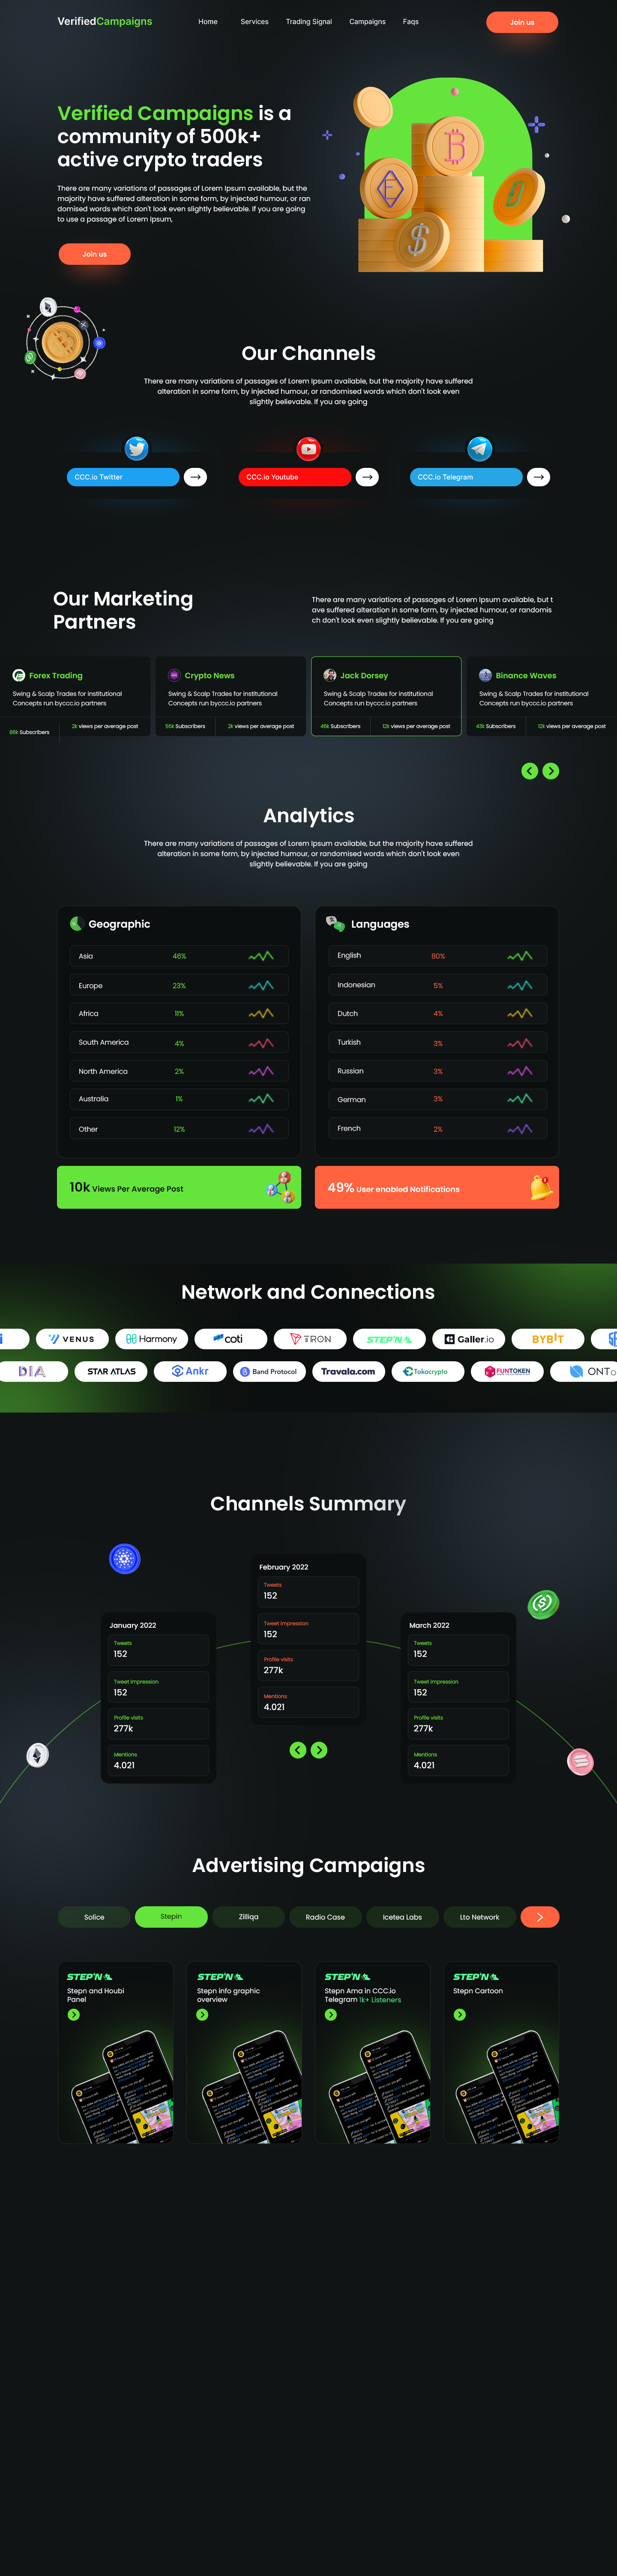 VerifiedCampaigns
Home Services Trading Signal Campaigns Faqs
Join us
Verified Campaigns is a
community of 500k+
active crypto traders
There are many variations of passages of Lorem Ipsum available, but the
majority have suffered alteration in some form, by injected humour, or ran
domised words which don't look even slightly believable. If you are going
to use a passage of Lorem Ipsum,
Join us
Our Channels
There are many variations of passages of Lorem Ipsum available, but the majority have suffered
alteration in some form, by injected humour, or randomised words which don't look even
slightly believable. If you are going
CCC.io Twitter
CCC.io Youtube
CCC.io Telegram
Our Marketing
Partners
There are many variations of passages of Lorem Ipsum available, but t
ave suffered alteration in some form, by injected humour, or randomis
ch don't look even slightly believable. If you are going
Forex Trading
Swing & Scalp Trades for institutional
Concepts run byccc.io partners
86k Subscribers
2k views per average post
Crypto News
Swing & Scalp Trades for institutional
Concepts run byccc.io partners
55k Subscribers
2k views per average post
Jack Dorsey
Swing & Scalp Trades for institutional
Concepts run byccc.io partners
46k Subscribers
12k views per average post
Binance Waves
Swing & Scalp Trades for institutional
Concepts run byccc.io partners
43k Subscribers
12k views per average post
Analytics
There are many variations of passages of Lorem Ipsum available, but the majority have suffered
alteration in some form, by injected humour, or randomised words which don't look even
slightly believable. If you are going
Geographic
Asia 46%
Europe 23%
Africa 11%
South America 4%
North America 2%
Australia 1%
Other 12%
Languages
English 80%
Indonesian 5%
Dutch 4%
Turkish 3%
Russian 3%
German 3%
French 2%
10k Views Per Average Post
49% User enabled Notifications
Network and Connections
VENUS
Harmony
coti
TRON
STEP'N
Galler.io
BYBIT
DIA
STAR ATLAS
Ankr
Band Protocol
Travala.com
Tokocrypto
FUNTOKEN
ONTO
Channels Summary
January 2022
Tweets
152
Tweet impression
152
Profile visits
277k
Mentions
4.021
February 2022
Tweets
152
Tweet impression
152
Profile visits
277k
Mentions
4.021
March 2022
Tweets
152
Tweet impression
152
Profile visits
277k
Mentions
4.021
Advertising Campaigns
Solice
Stepin
Zilliqa
Radio Case
Icetea Labs
Lto Network
STEP'N
Stepn and Houbi
Panel
STEP'N
Stepn info graphic
overview
STEP'N
Stepn Ama in CCC.io
Telegram 1k+ Listeners
STEP'N
Stepn Cartoon